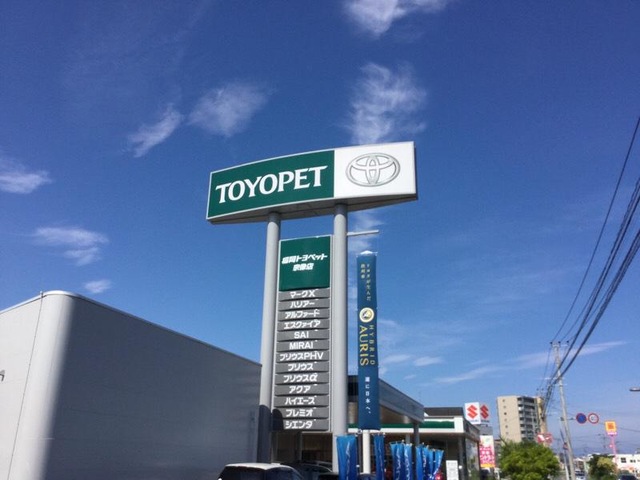 TOYOPET
福岡トヨペット
宗像店
マークX
ハリアー
アルファード
エスクァイア
SAI
MIRAI
プリウスPHV
プリウス
プリウスα
アクア
ハイエース
プレミオ
シエンタ
HYBRID
AURIS